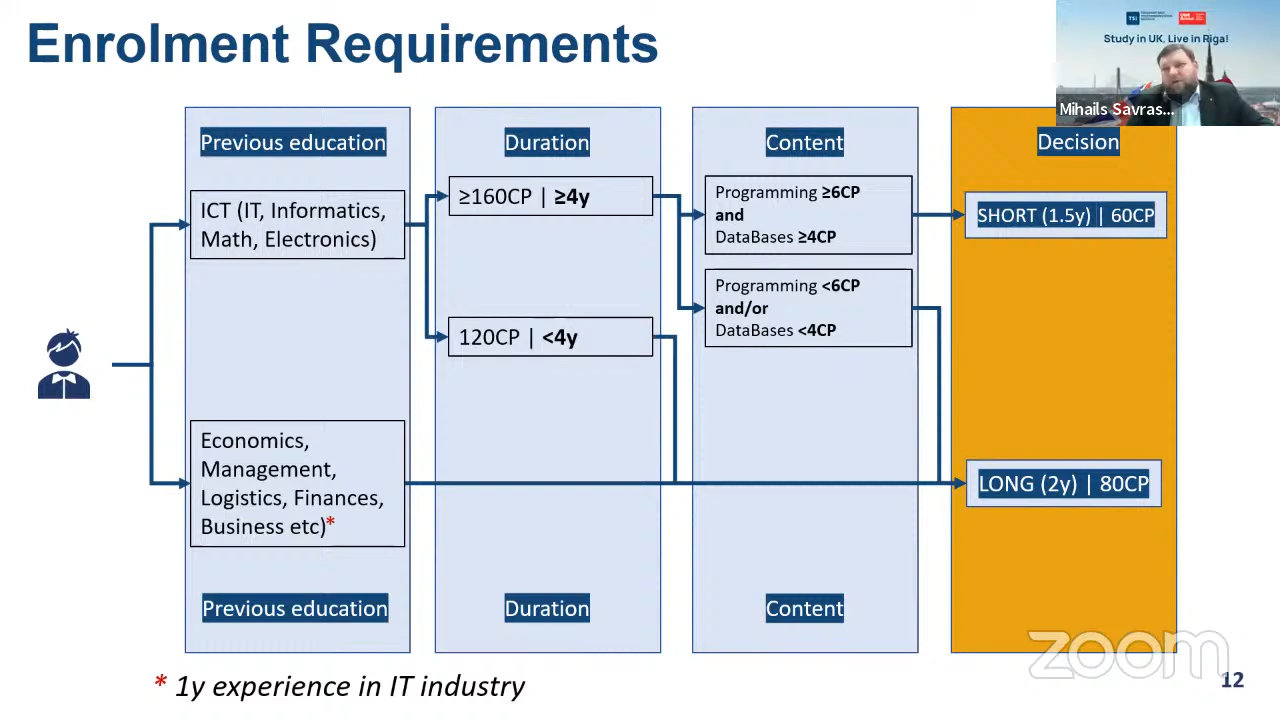 Enrolment Requirements
TSI
Study in UK, Live in Riga!
Mihails Savras...
Previous education
Duration
Content
Decision
ICT (IT, Informatics,
Math, Electronics)
≥160CP | ≥4y
Programming ≥6CP
and
DataBases ≥4CP
SHORT (1.5y) | 60CP
120CP | <4y
Programming <6CP
and/or
DataBases <4CP
Economics,
Management,
Logistics, Finances,
Business etc)*
LONG (2y) | 80CP
Previous education
Duration
Content
zoom
* 1y experience in IT industry
12